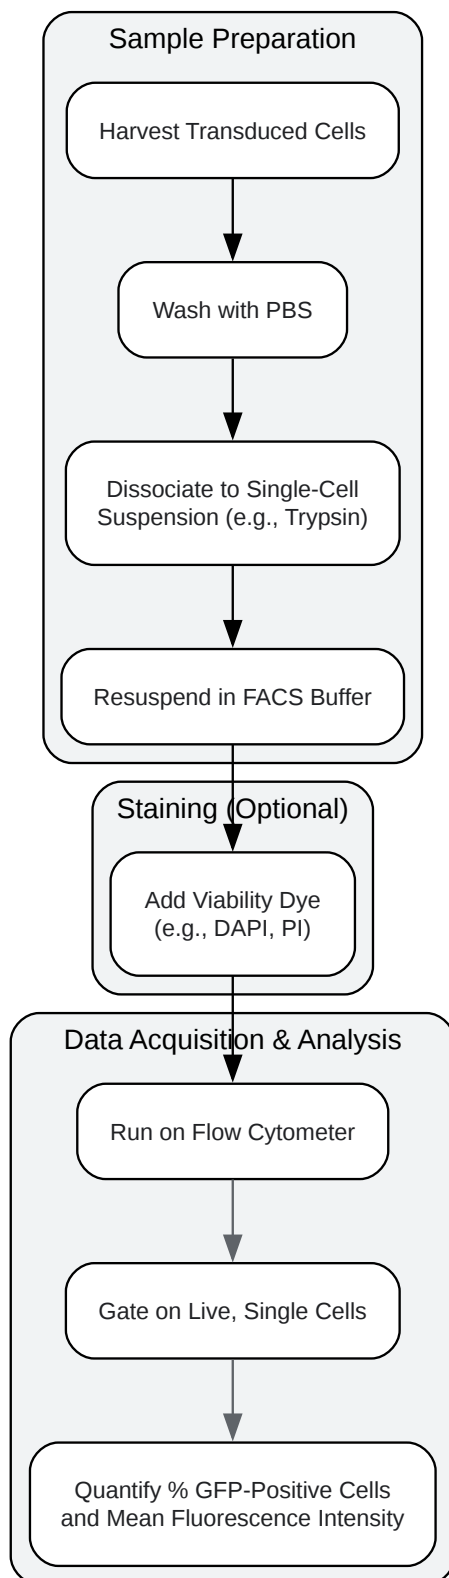 Sample Preparation
Harvest Transduced Cells
Wash with PBS
Dissociate to Single-Cell
Suspension (e.g., Trypsin)
Resuspend in FACS Buffer
Staining (Optional)
Add Viability Dye
(e.g., DAPI, PI)
Data Acquisition & Analysis
Run on Flow Cytometer
Gate on Live, Single Cells
Quantify % GFP-Positive Cells
and Mean Fluorescence Intensity